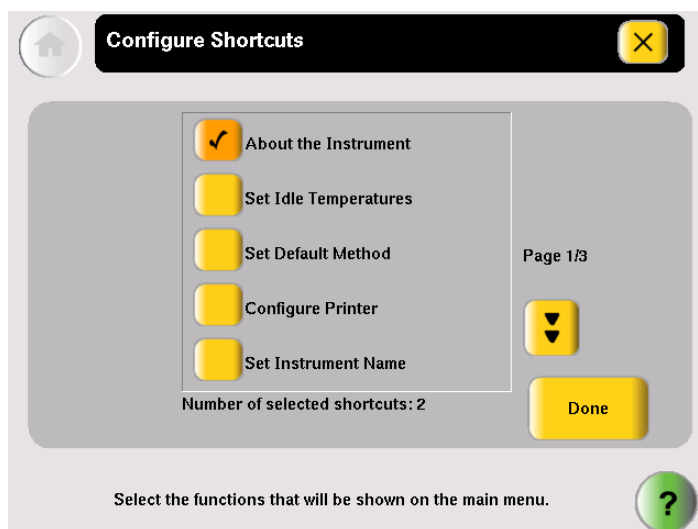 Configure Shortcuts
About the Instrument
Set Idle Temperatures
Set Default Method
Page 1/3
Configure Printer
Set Instrument Name
Number of selected shortcuts: 2
Done
Select the functions that will be shown on the main menu.
?